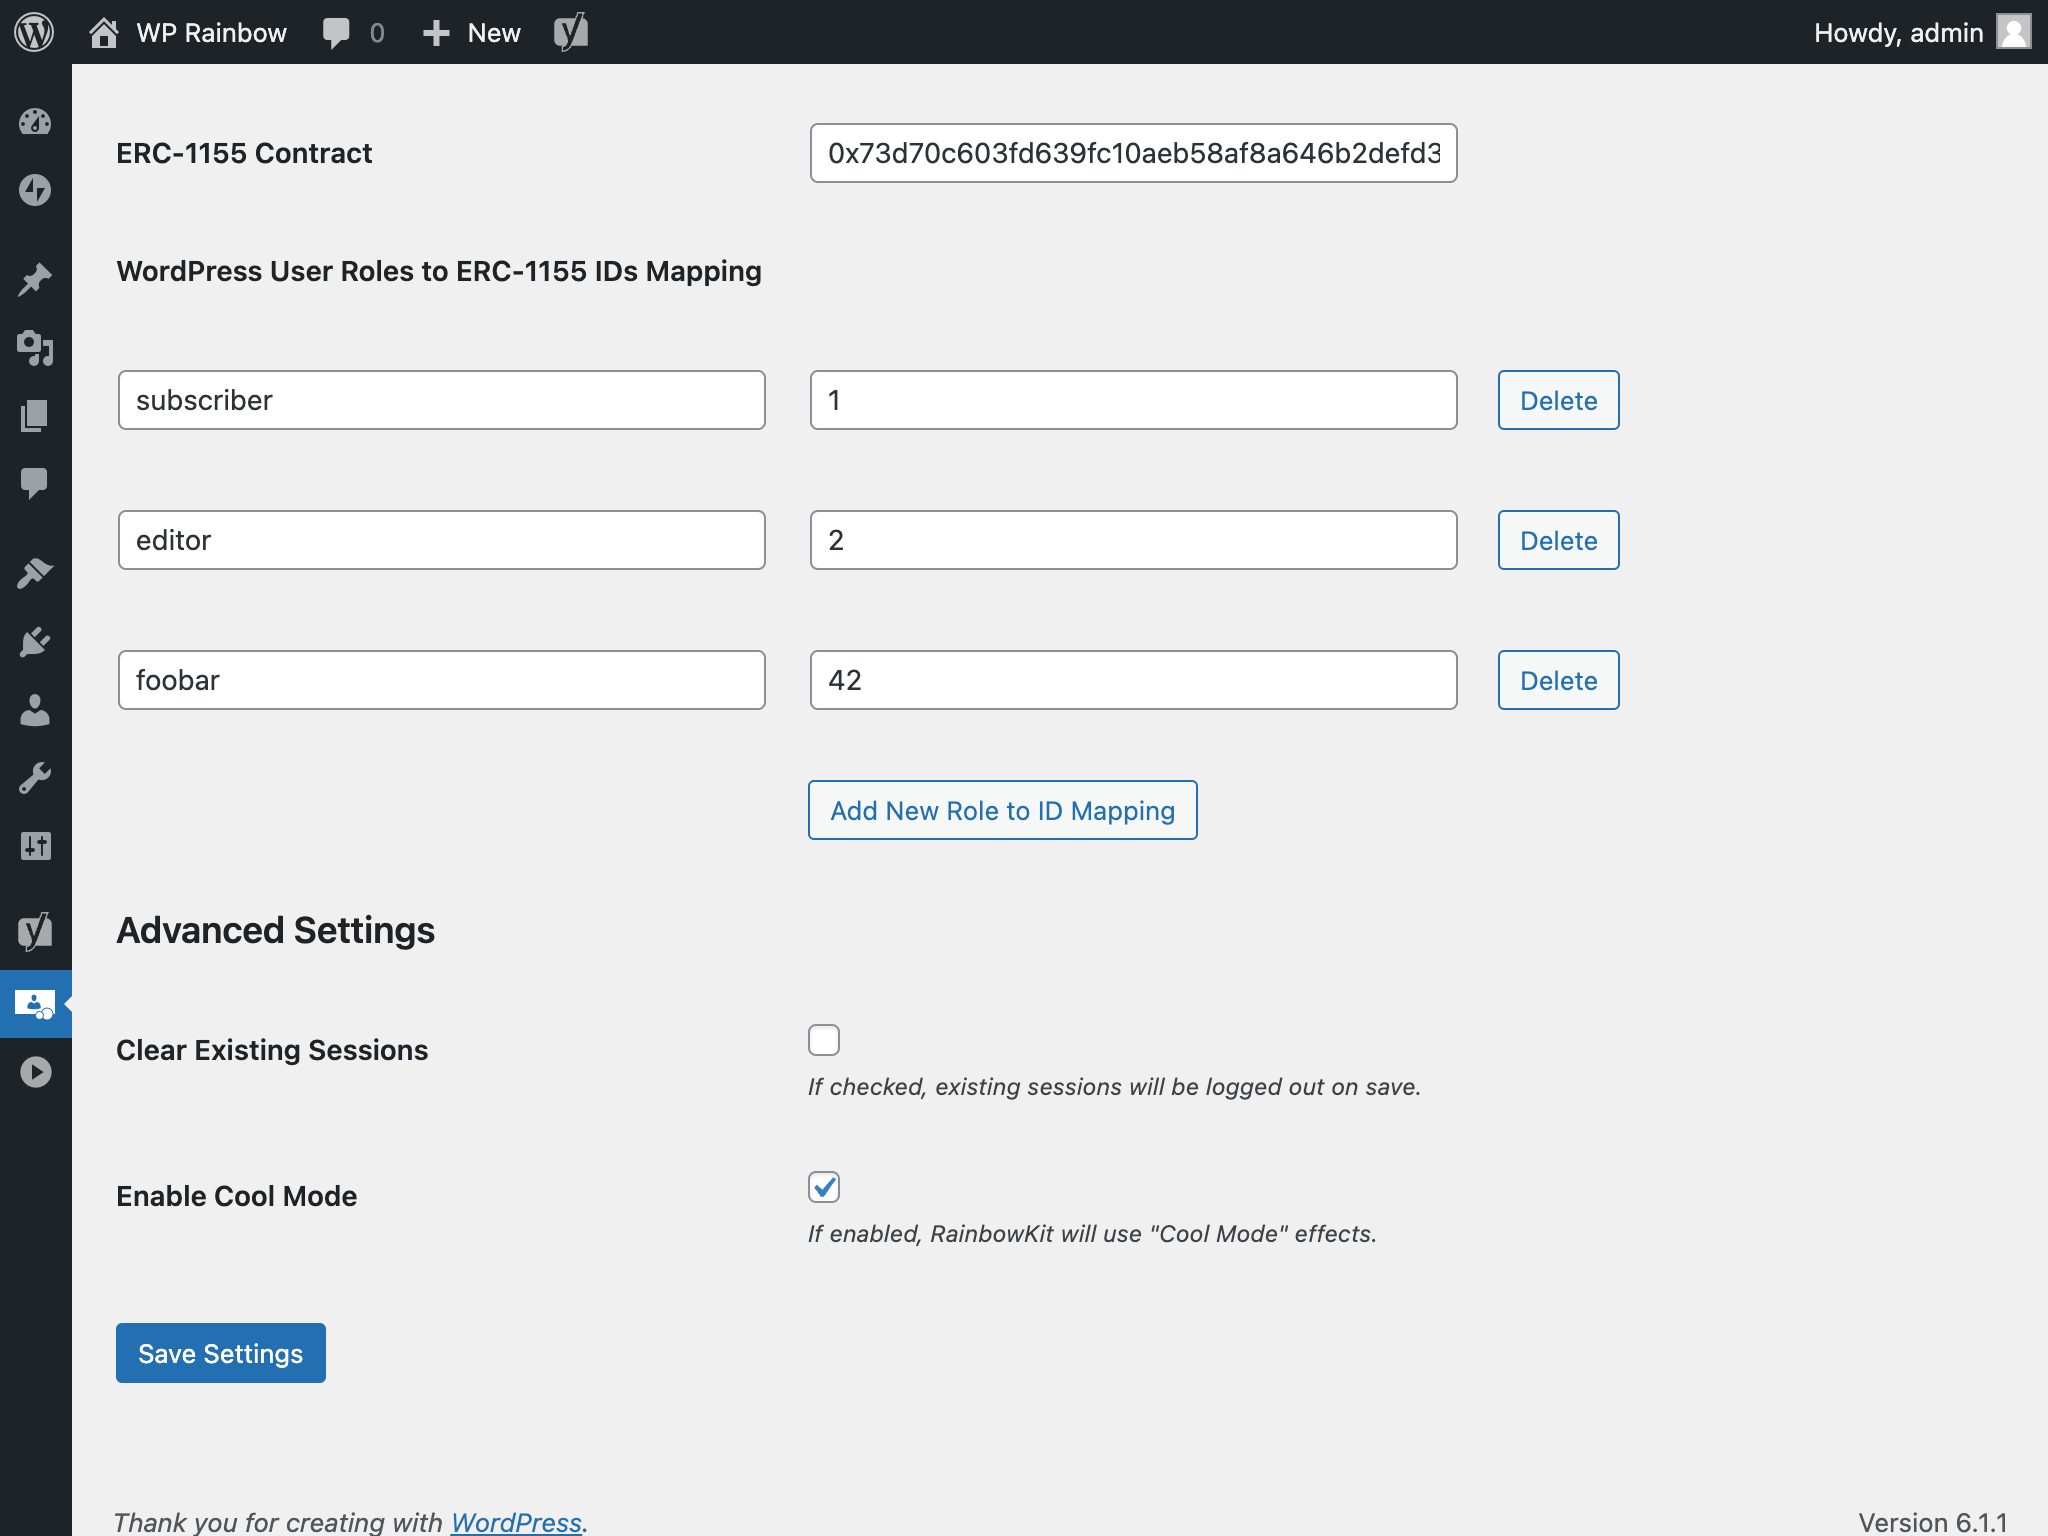 WP Rainbow 0 New Howdy, admin
ERC-1155 Contract 0x73d70c603fd639fc10aeb58af8a646b2defd3
WordPress User Roles to ERC-1155 IDs Mapping
subscriber 1 Delete
editor 2 Delete
foobar 42 Delete
Add New Role to ID Mapping
Advanced Settings
Clear Existing Sessions
If checked, existing sessions will be logged out on save.
Enable Cool Mode
If enabled, RainbowKit will use "Cool Mode" effects.
Save Settings
Thank you for creating with WordPress. Version 6.1.1